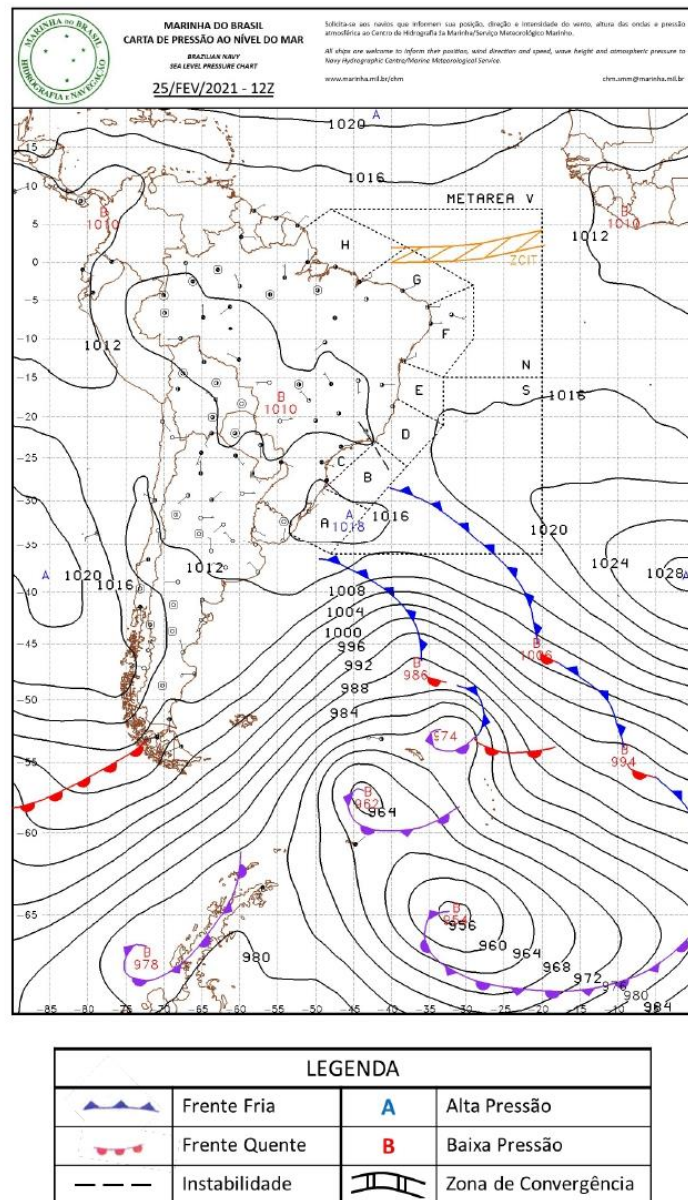 MARINHA DO BRASIL
HIDROGRAFIA e NAVEGAÇÃO
MARINHA DO BRASIL
CARTA DE PRESSÃO AO NÍVEL DO MAR
BRAZILIAN NAVY
SEA LEVEL PRESSURE CHART
25/FEV/2021 - 12Z
Solicita-se aos navios que informem sua posição, direção e intensidade do vento, altura das ondas e pressão
atmosférica ao Centro de Hidrografia da Marinha/Serviço Meteorológico Marinho.
All ships are welcome to inform their position, wind direction and speed, wave height and atmospheric pressure to
Navy Hydrographic Centre/Marine Meteorological Service.
www.marinha.mil.br/chm
chm.smm@marinha.mil.br
A
1020
15
1016
10
METAREA V
B
1010
B
1010
5
H
1012
0
ZCIT
G
-5
F
-10
1012
N
-15
E
S
B
1010
1016
-20
D
-25
C
B
-30
A
A
1018
1016
1020
-35
1012
1024
A
1020
1016
1028
A
-40
1008
1004
1000
996
-45
B
1006
992
B
986
988
-50
984
974
B
994
-55
B
962
964
-60
B
954
956
-65
B
978
980
960
964
968
972
976
980
984
-85 -80 -75 -70 -65 -60 -55 -50 -45 -40 -35 -30 -25 -20 -15 -10 -5
LEGENDA
Frente Fria A Alta Pressão
Frente Quente B Baixa Pressão
Instabilidade Zona de Convergência